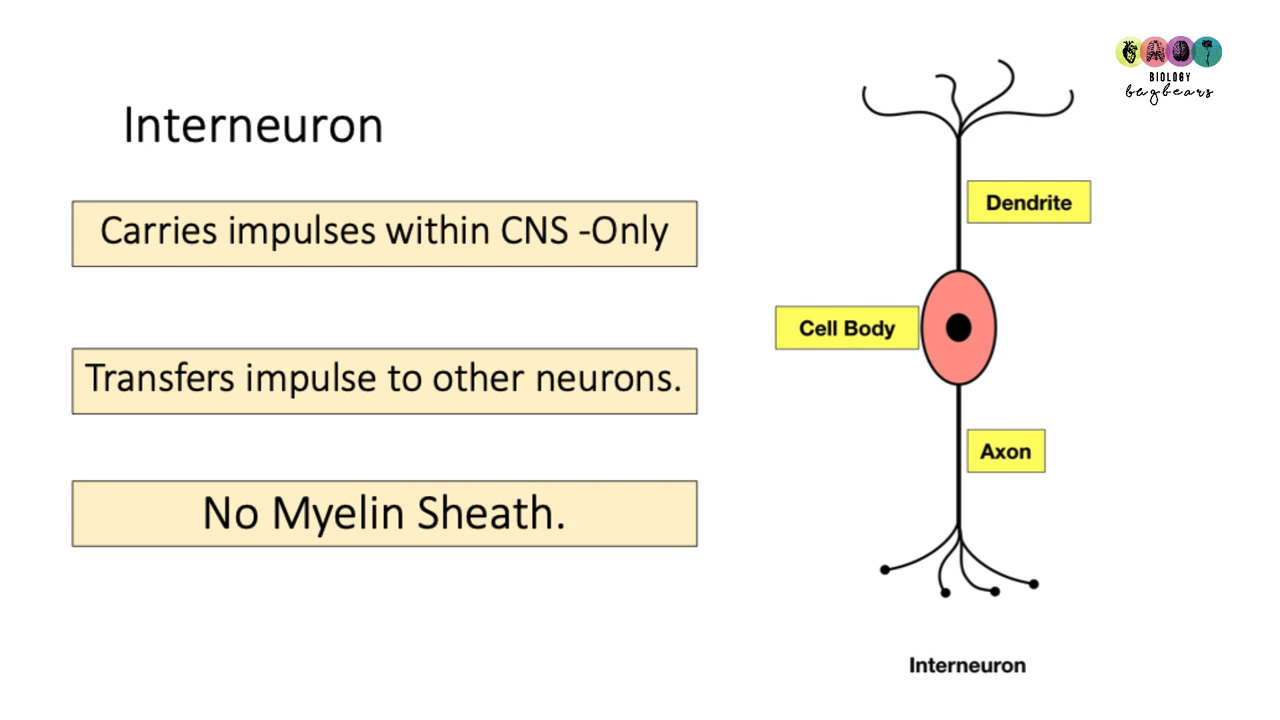 BIOLOGY
bugbears
Interneuron
Carries impulses within CNS -Only
Transfers impulse to other neurons.
No Myelin Sheath.
Dendrite
Cell Body
Axon
Interneuron